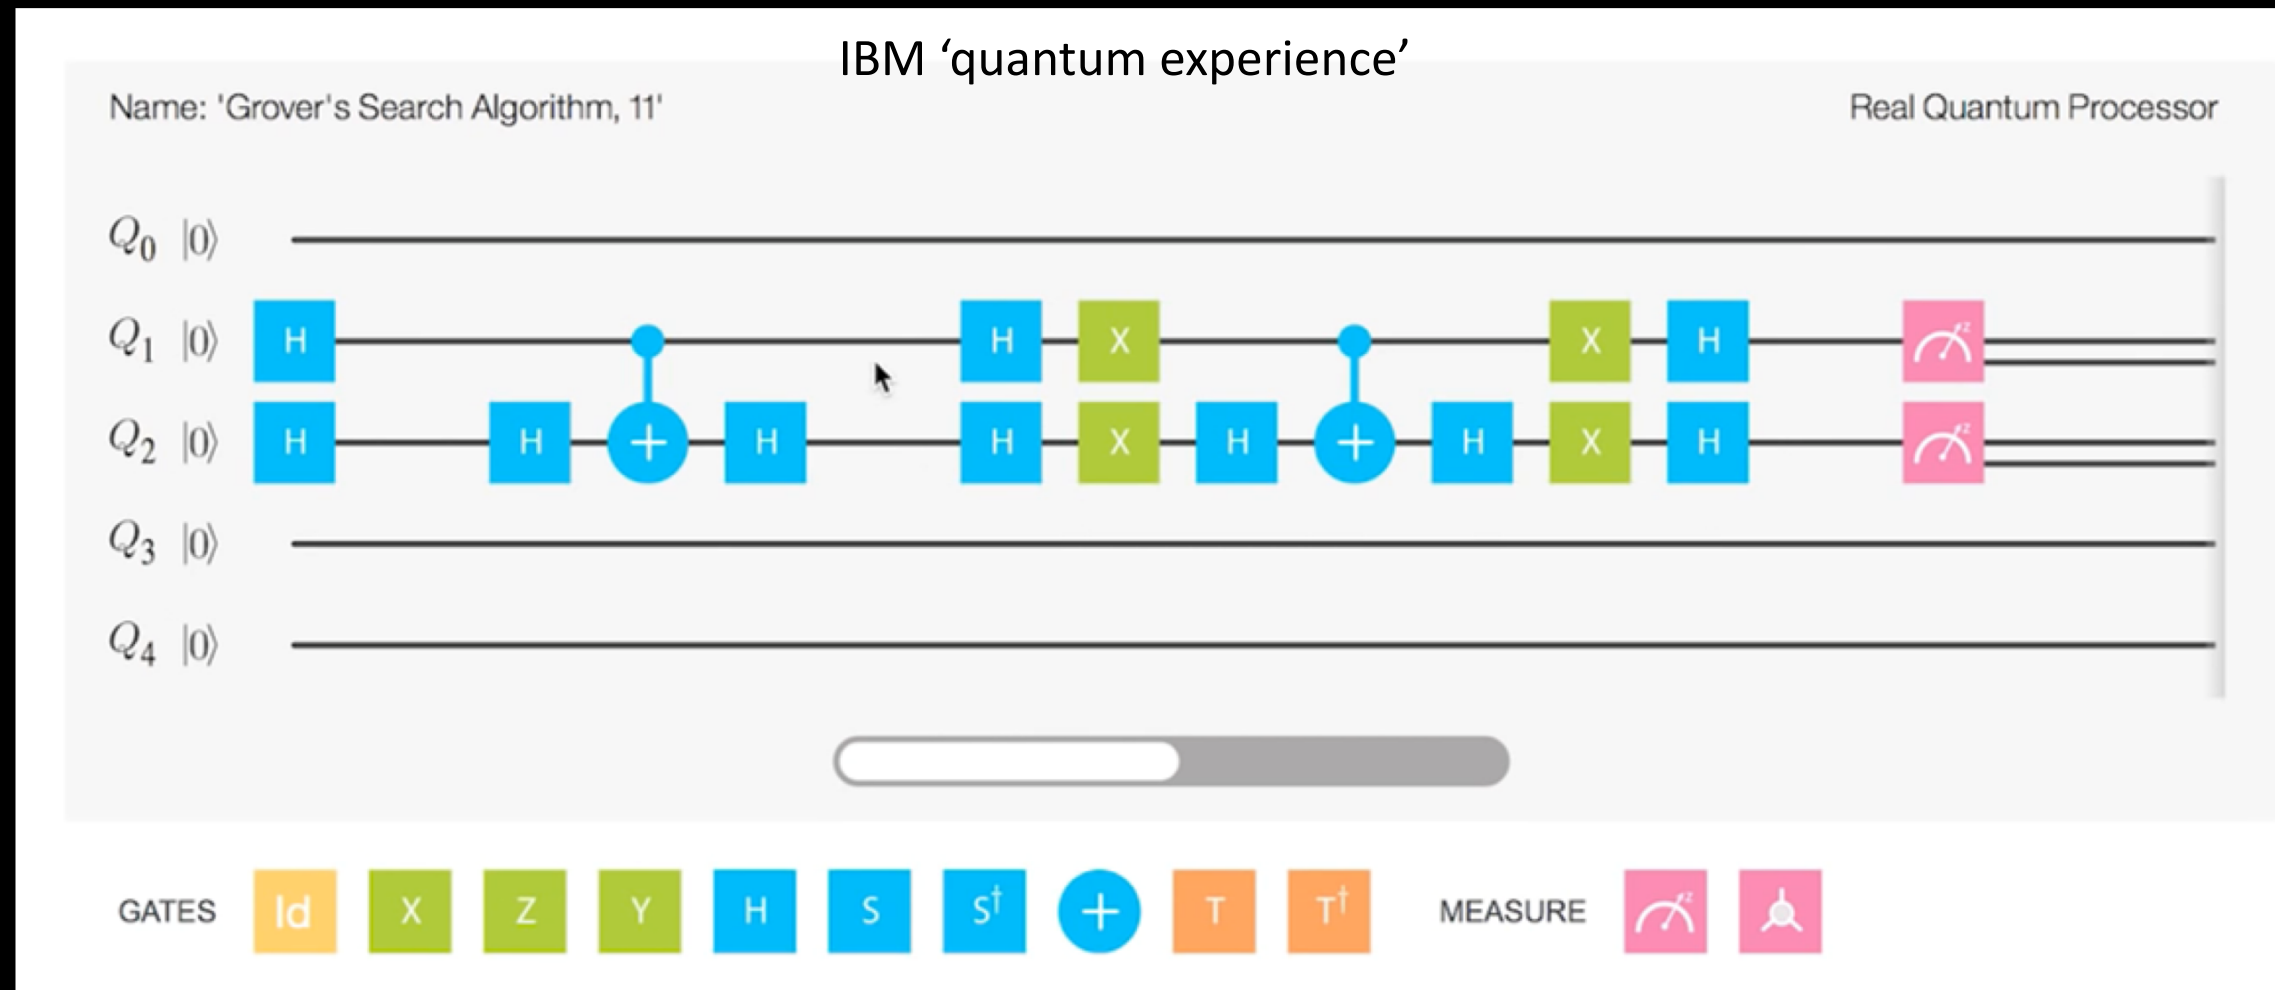 IBM ‘quantum experience’
Name: 'Grover's Search Algorithm, 11'
Real Quantum Processor
Q0 |0⟩
Q1 |0⟩ H H X X H
Q2 |0⟩ H H + H H X H + H X H
Q3 |0⟩
Q4 |0⟩
GATES Id X Z Y H S S† + T T† MEASURE z